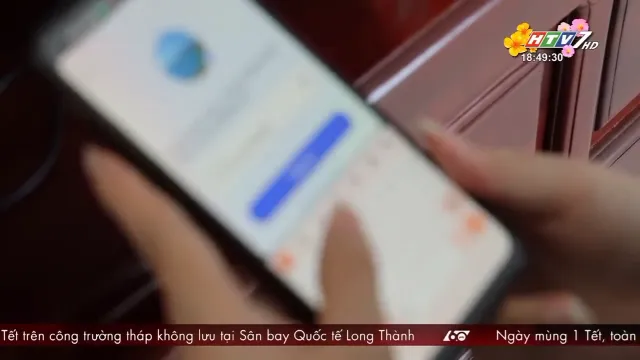 HTV7 HD
18:49:30
Tết trên công trường tháp không lưu tại Sân bay Quốc tế Long Thành 60 Ngày mùng 1 Tết, toàn